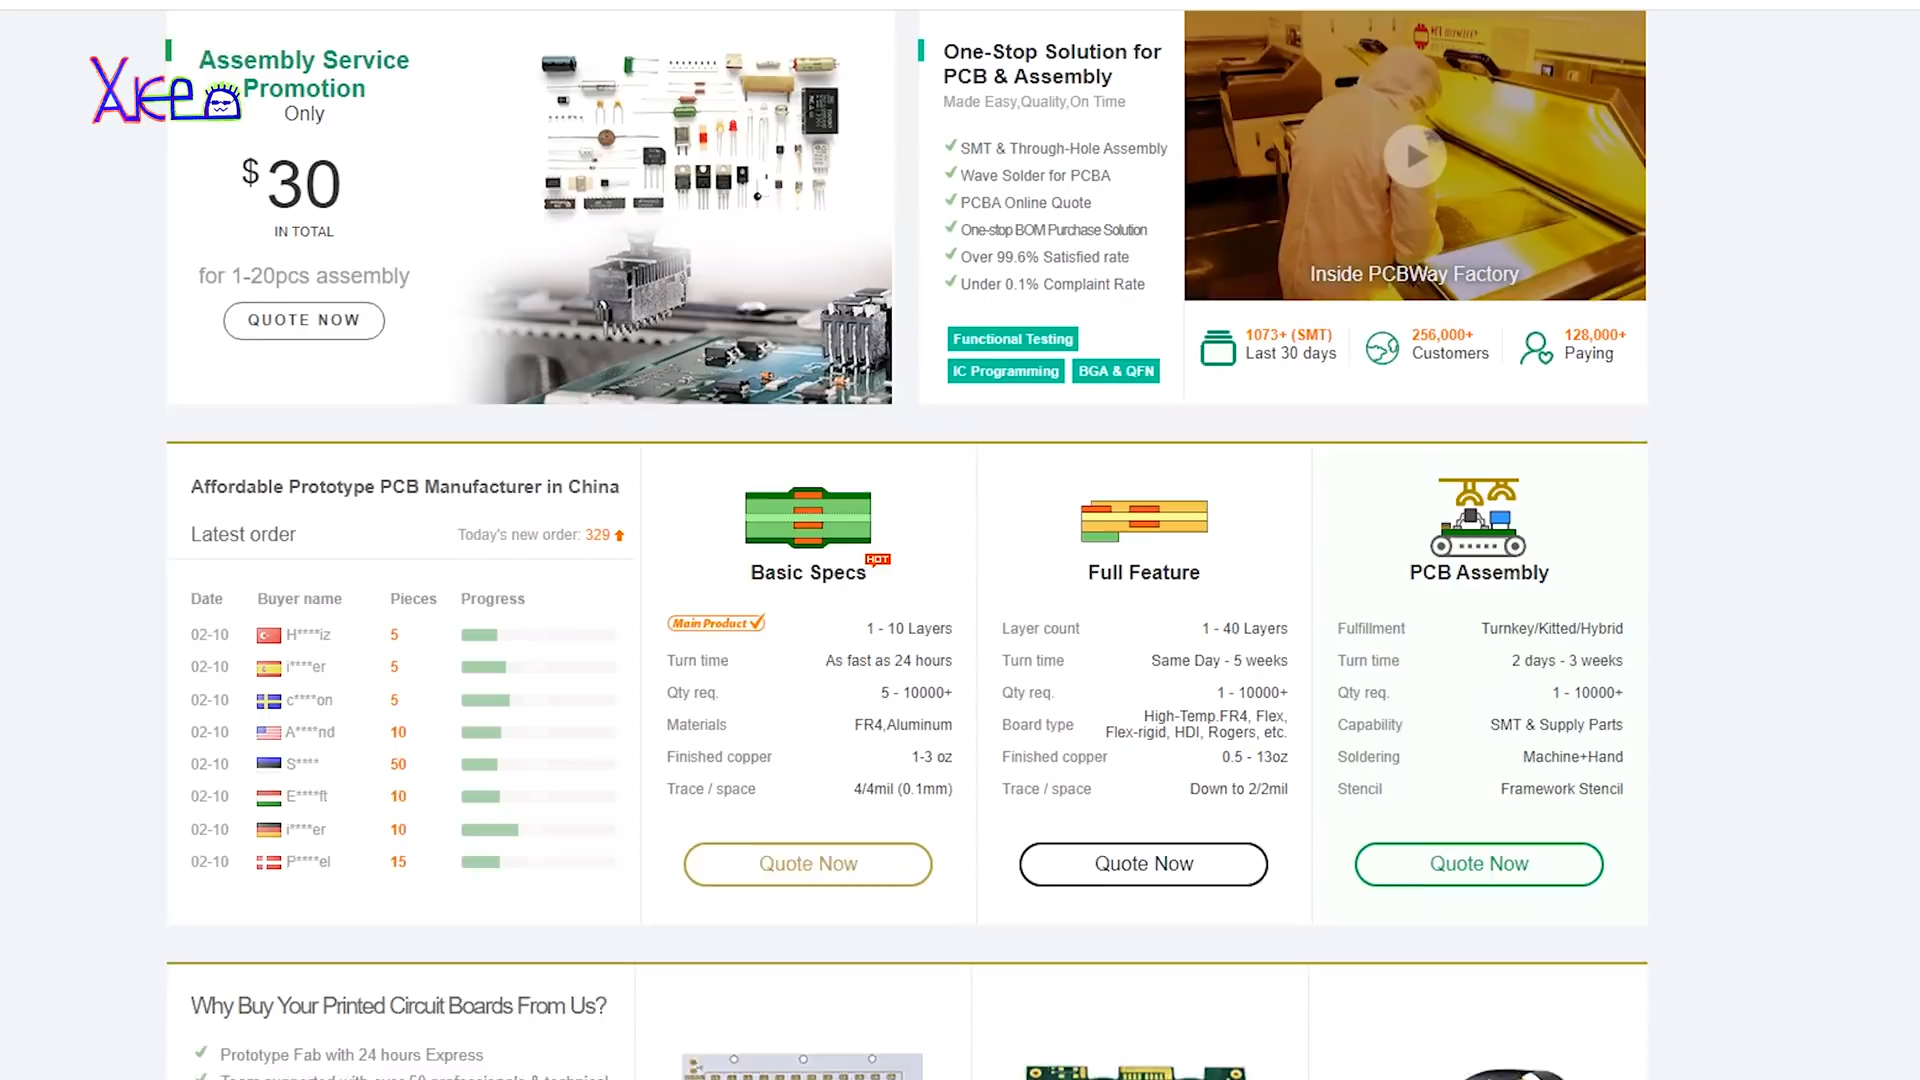 Assembly Service
Promotion
Only
$30
IN TOTAL
for 1-20pcs assembly
QUOTE NOW
One-Stop Solution for
PCB & Assembly
Made Easy,Quality,On Time
SMT & Through-Hole Assembly
Wave Solder for PCBA
PCBA Online Quote
One-stop BOM Purchase Solution
Over 99.6% Satisfied rate
Under 0.1% Complaint Rate
Functional Testing
IC Programming BGA & QFN
Inside PCBWay Factory
1073+ (SMT)
Last 30 days
256,000+
Customers
128,000+
Paying
Affordable Prototype PCB Manufacturer in China
Latest order Today's new order: 329
Date Buyer name Pieces Progress
02-10 H****iz 5
02-10 i****er 5
02-10 c****on 5
02-10 A****nd 10
02-10 S**** 50
02-10 E****ft 10
02-10 i****er 10
02-10 P****el 15
HOT
Basic Specs
Main Product 1 - 10 Layers
Turn time As fast as 24 hours
Qty req. 5 - 10000+
Materials FR4,Aluminum
Finished copper 1-3 oz
Trace / space 4/4mil (0.1mm)
Quote Now
Full Feature
Layer count 1 - 40 Layers
Turn time Same Day - 5 weeks
Qty req. 1 - 10000+
Board type High-Temp.FR4, Flex,
Flex-rigid, HDI, Rogers, etc.
Finished copper 0.5 - 13oz
Trace / space Down to 2/2mil
Quote Now
PCB Assembly
Fulfillment Turnkey/Kitted/Hybrid
Turn time 2 days - 3 weeks
Qty req. 1 - 10000+
Capability SMT & Supply Parts
Soldering Machine+Hand
Stencil Framework Stencil
Quote Now
Why Buy Your Printed Circuit Boards From Us?
Prototype Fab with 24 hours Express